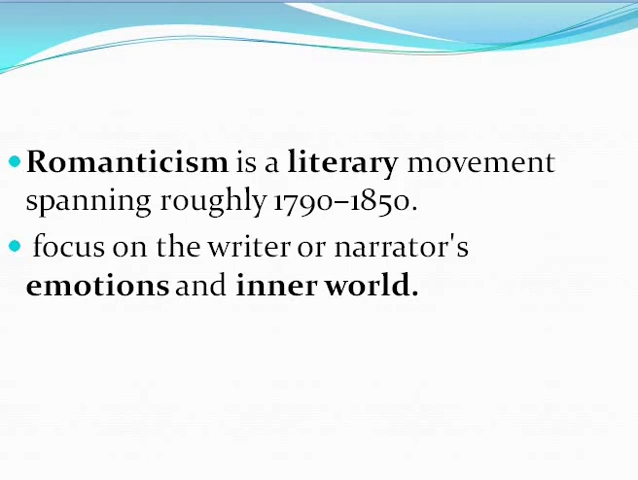 • Romanticism is a literary movement
spanning roughly 1790–1850.
• focus on the writer or narrator's
emotions and inner world.